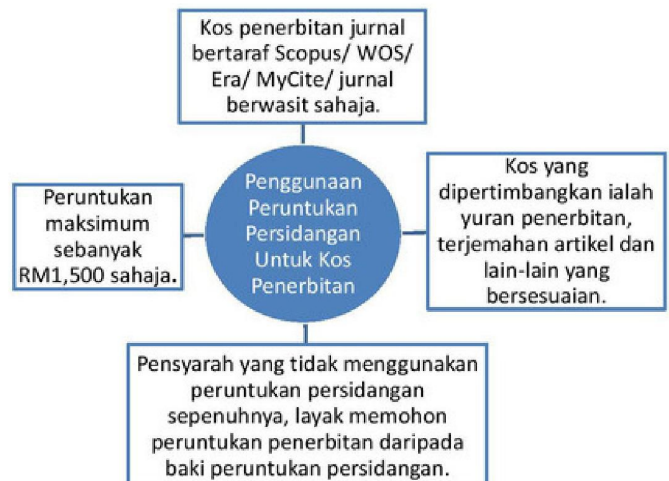 Kos penerbitan jurnal
bertaraf Scopus/ WOS/
Era/ MyCite/ jurnal
berwasit sahaja.
Peruntukan
maksimum
sebanyak
RM1,500 sahaja.
Penggunaan
Peruntukan
Persidangan
Untuk Kos
Penerbitan
Kos yang
dipertimbangkan ialah
yuran penerbitan,
terjemahan artikel dan
lain-lain yang
bersesuaian.
Pensyarah yang tidak menggunakan
peruntukan persidangan
sepenuhnya, layak memohon
peruntukan penerbitan daripada
baki peruntukan persidangan.